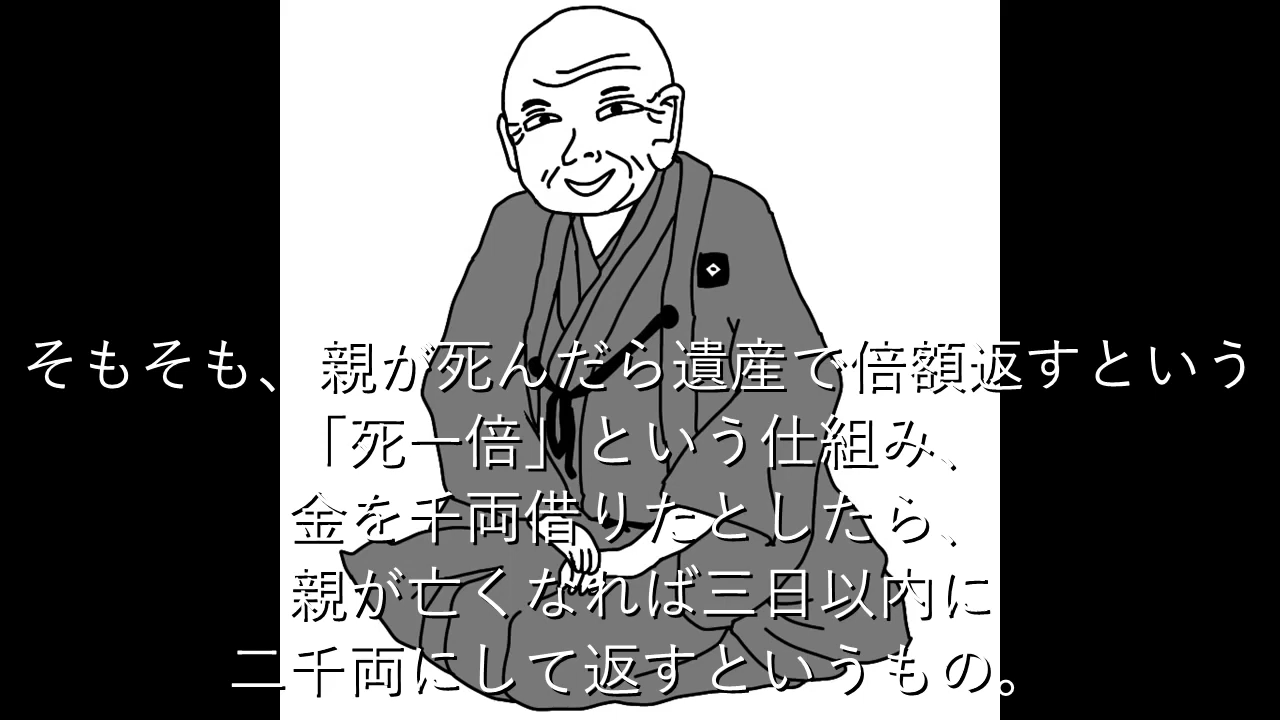 そもそも、親が死んだら遺産で倍額返すという
「死一倍」という仕組み、
金を千両借りたとしたら、
親が亡くなれば三日以内に
二千両にして返すというもの。